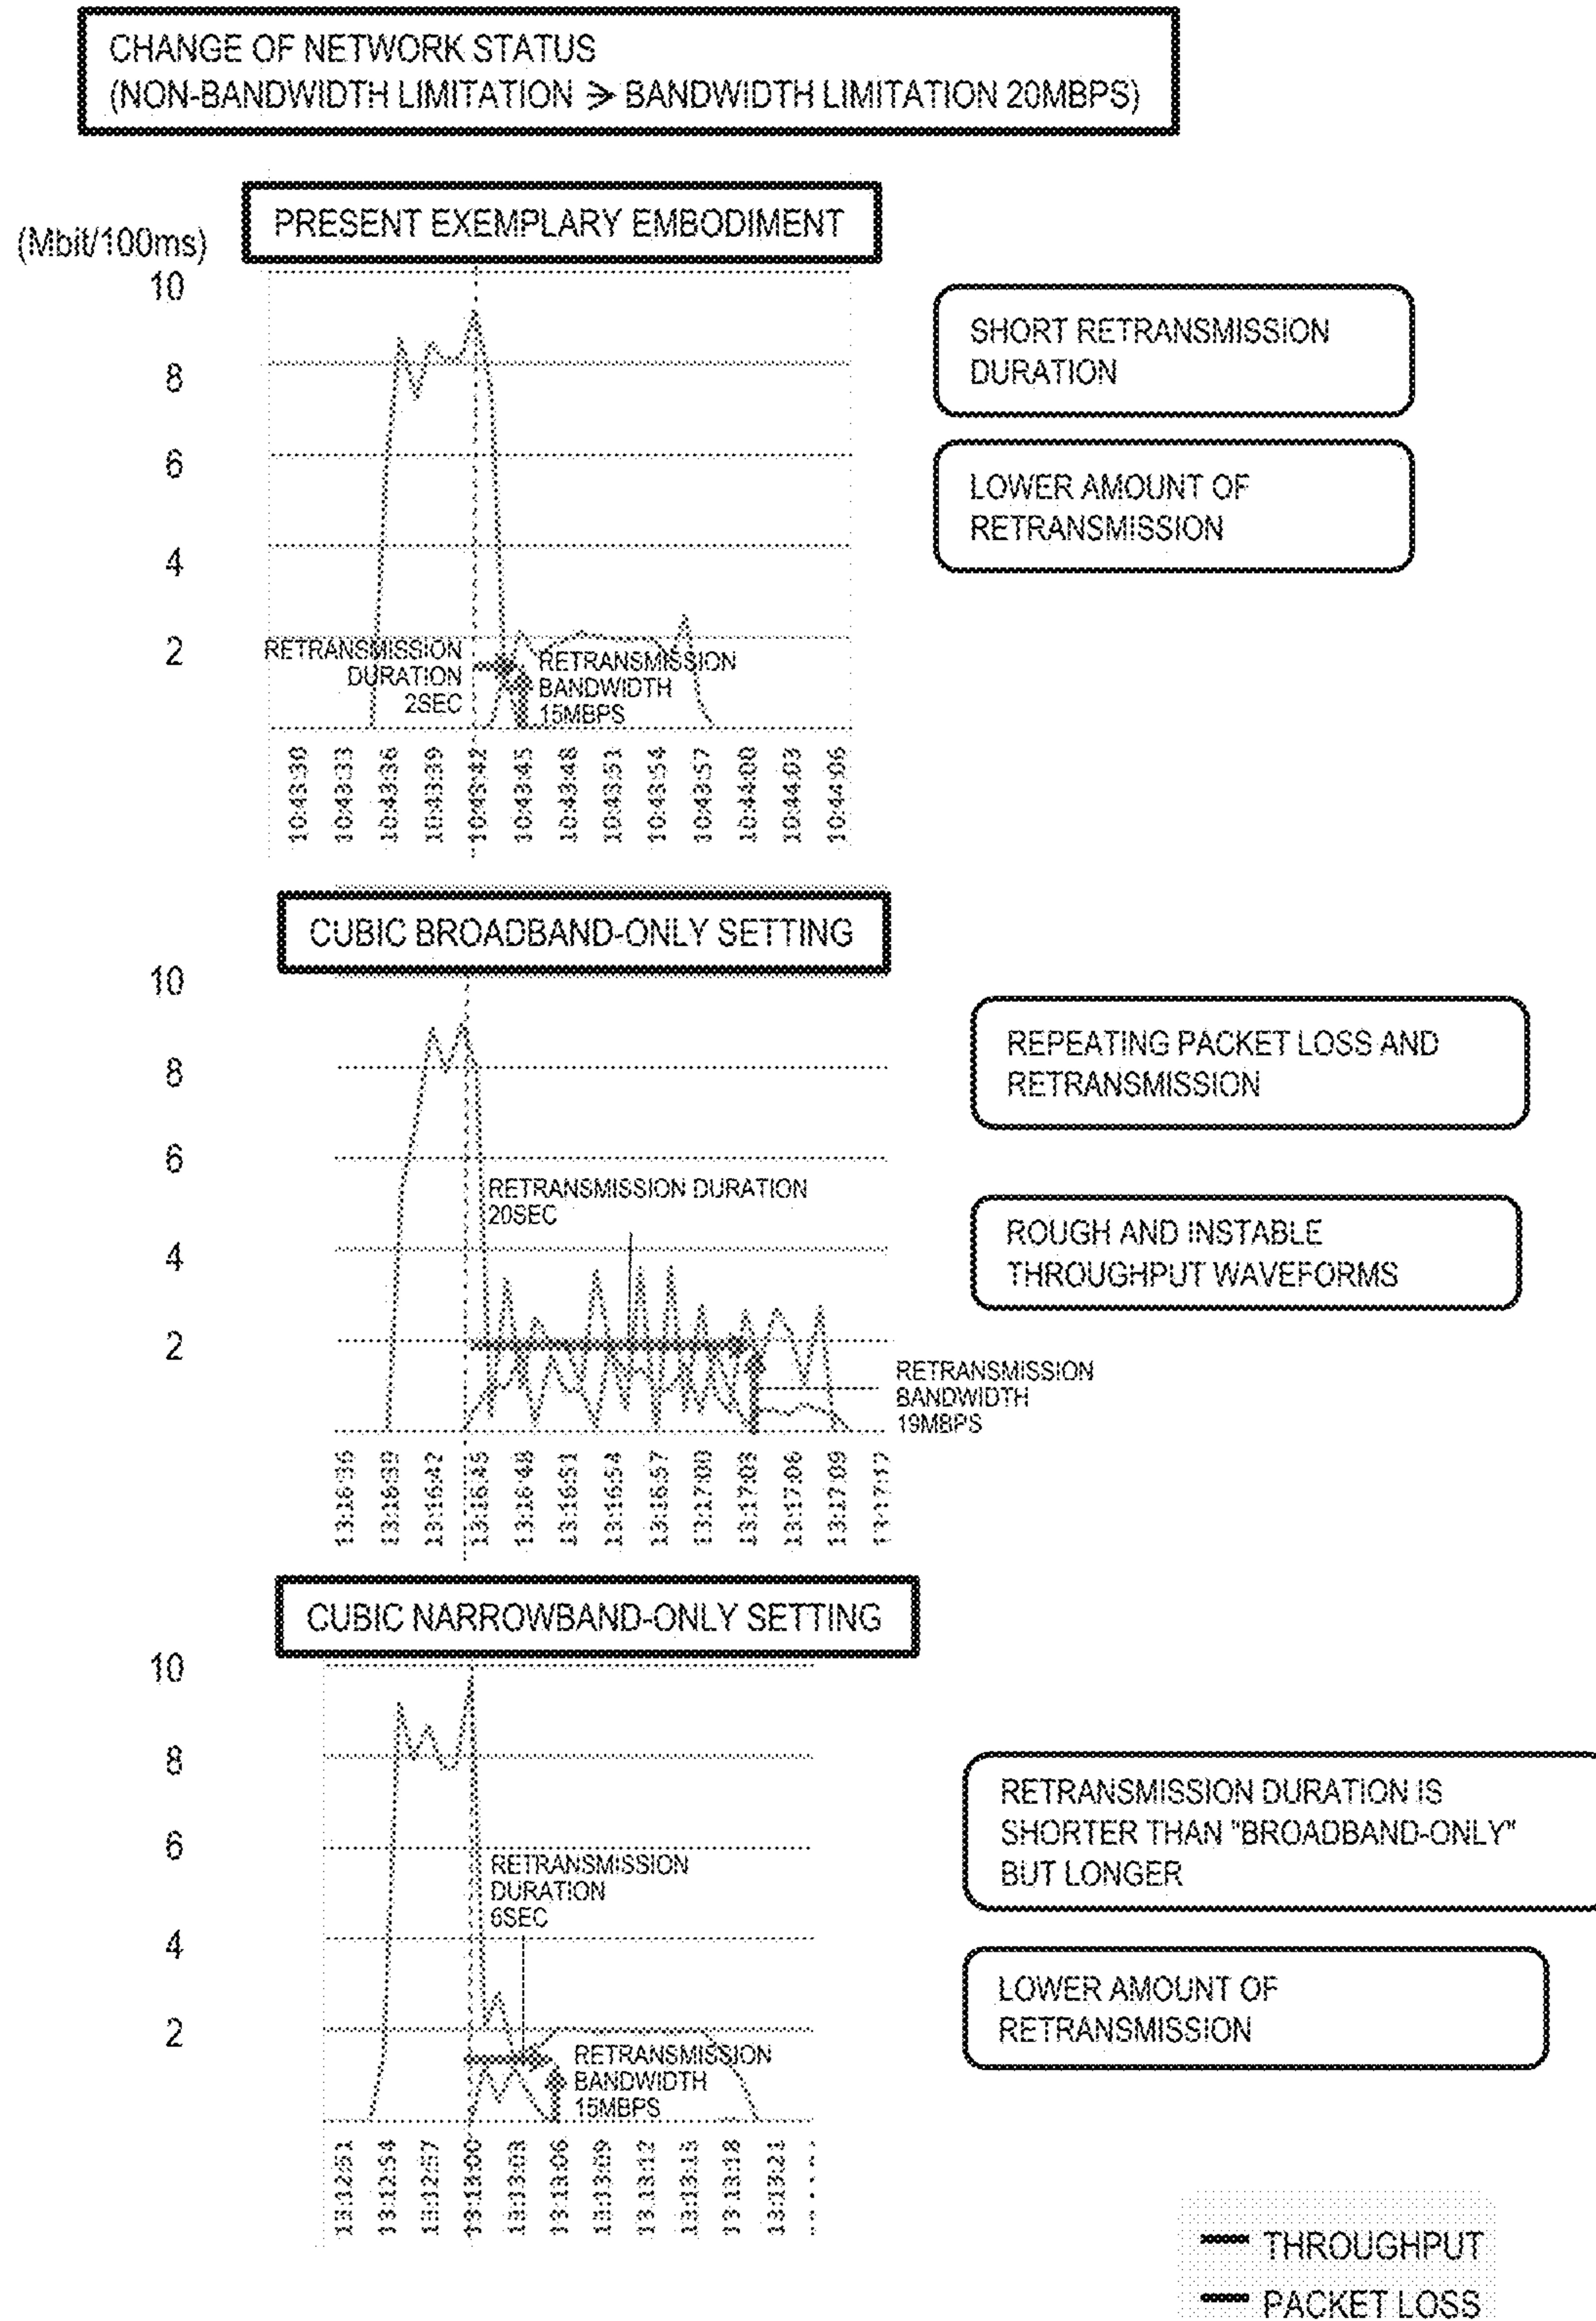 CHANGE OF NETWORK STATUS
(NON-BANDWIDTH LIMITATION ⩾ BANDWIDTH LIMITATION 20MBPS)
PRESENT EXEMPLARY EMBODIMENT
(Mbit/100ms)
10
8
6
4
2
RETRANSMISSION
DURATION
2SEC
RETRANSMISSION
BANDWIDTH
15MBPS
10:43:30
10:43:33
10:43:36
10:43:39
10:43:42
10:43:45
10:43:48
10:43:51
10:43:54
10:43:57
10:44:00
10:44:03
10:44:06
SHORT RETRANSMISSION
DURATION
LOWER AMOUNT OF
RETRANSMISSION
CUBIC BROADBAND-ONLY SETTING
10
8
6
4
2
RETRANSMISSION DURATION
20SEC
RETRANSMISSION
BANDWIDTH
19MBPS
13:16:36
13:16:39
13:16:42
13:16:45
13:16:48
13:16:51
13:16:54
13:16:57
13:17:00
13:17:03
13:17:06
13:17:09
13:17:12
REPEATING PACKET LOSS AND
RETRANSMISSION
ROUGH AND INSTABLE
THROUGHPUT WAVEFORMS
CUBIC NARROWBAND-ONLY SETTING
10
8
6
4
2
RETRANSMISSION
DURATION
6SEC
RETRANSMISSION
BANDWIDTH
15MBPS
13:12:51
13:12:54
13:12:57
13:13:00
13:13:03
13:13:06
13:13:09
13:13:12
13:13:15
13:13:18
13:13:21
RETRANSMISSION DURATION IS
SHORTER THAN "BROADBAND-ONLY"
BUT LONGER
LOWER AMOUNT OF
RETRANSMISSION
THROUGHPUT
PACKET LOSS